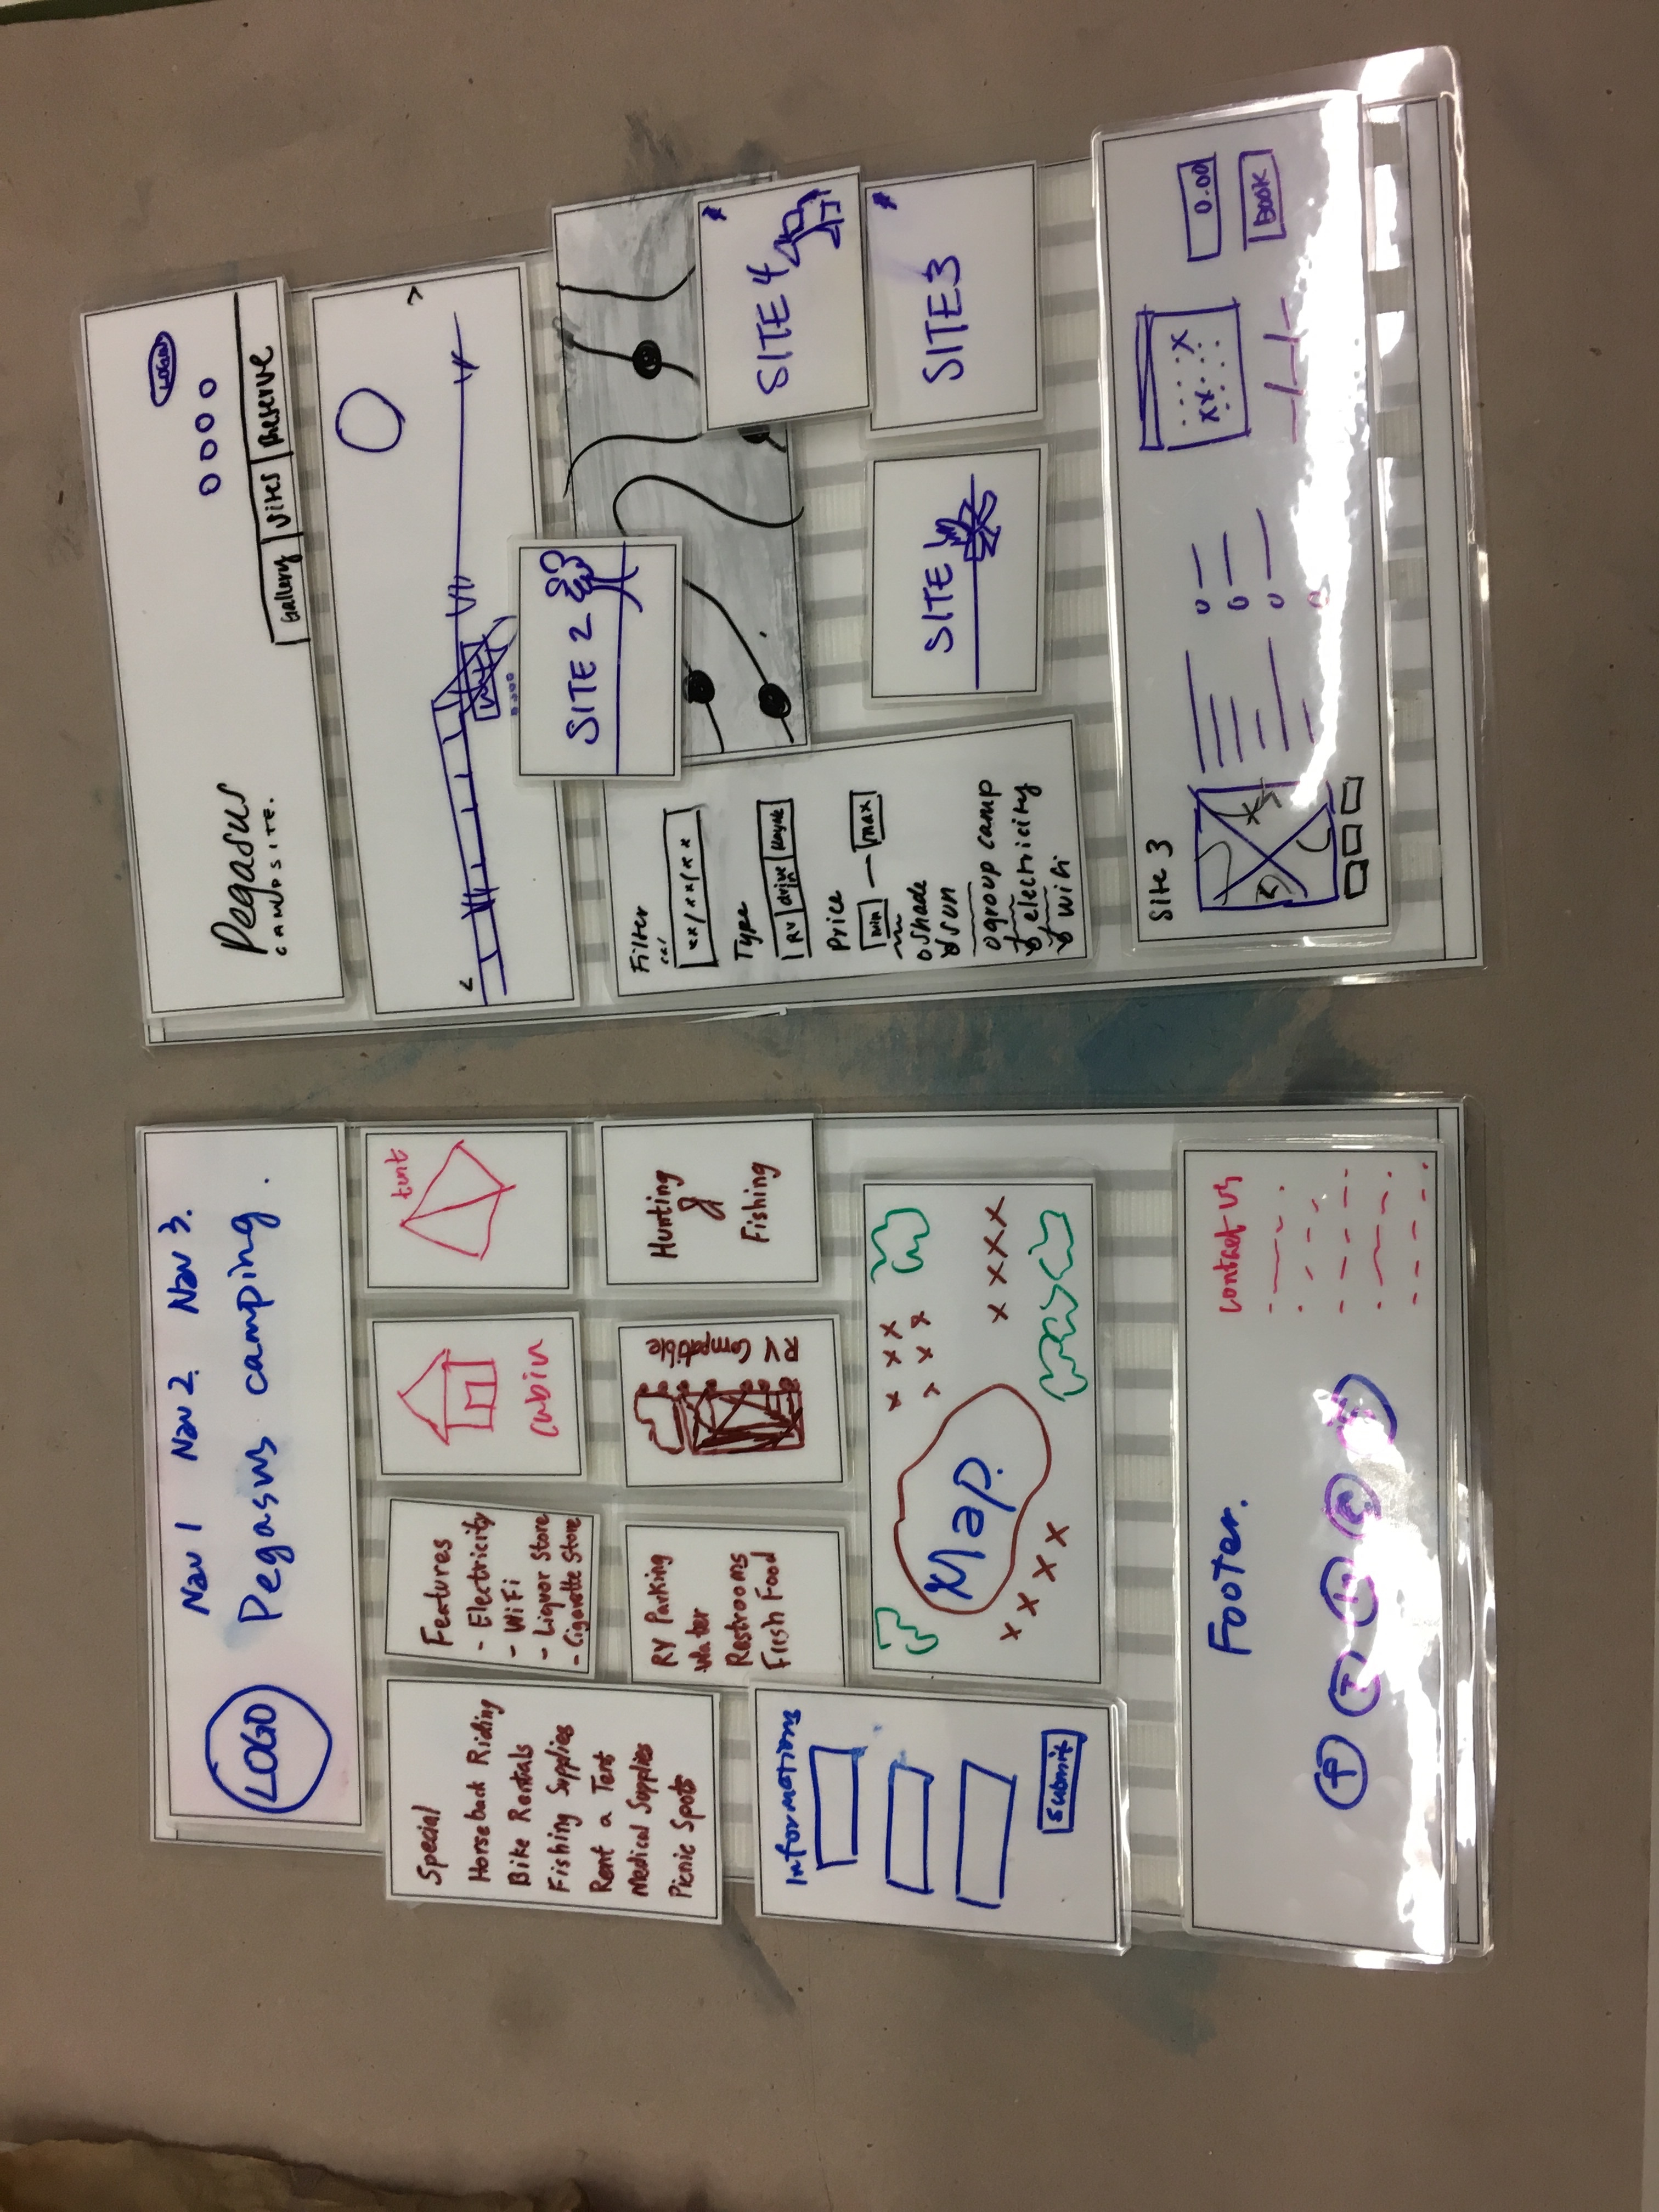 Nav 1 Nav 2 Nav 3.
LOGO
Pegasus camping.
Special
Horseback Riding
Bike Rentals
Fishing Supplies
Rent a Tent
Medical Supplies
Picnic Spots
Features
- Electricity
- WiFi
- Liquor Store
- Cigarette Store
cabin
tent
RV Parking
Water
Restrooms
Fresh Food
RV Compatible
Hunting
&
Fishing
Informations
submit
Map.
Footer.
contact us
Pegasus
CAMPSITE.
LOGIN
Gallery Sites Reserve
SITE 2
SITE 4
SITE 1
SITE 3
Filter
xx/xx/xx
Type
RV drive in
Price
min — max
shade
sun
group camp
electricity
wifi
Site 3
0.00
BOOK